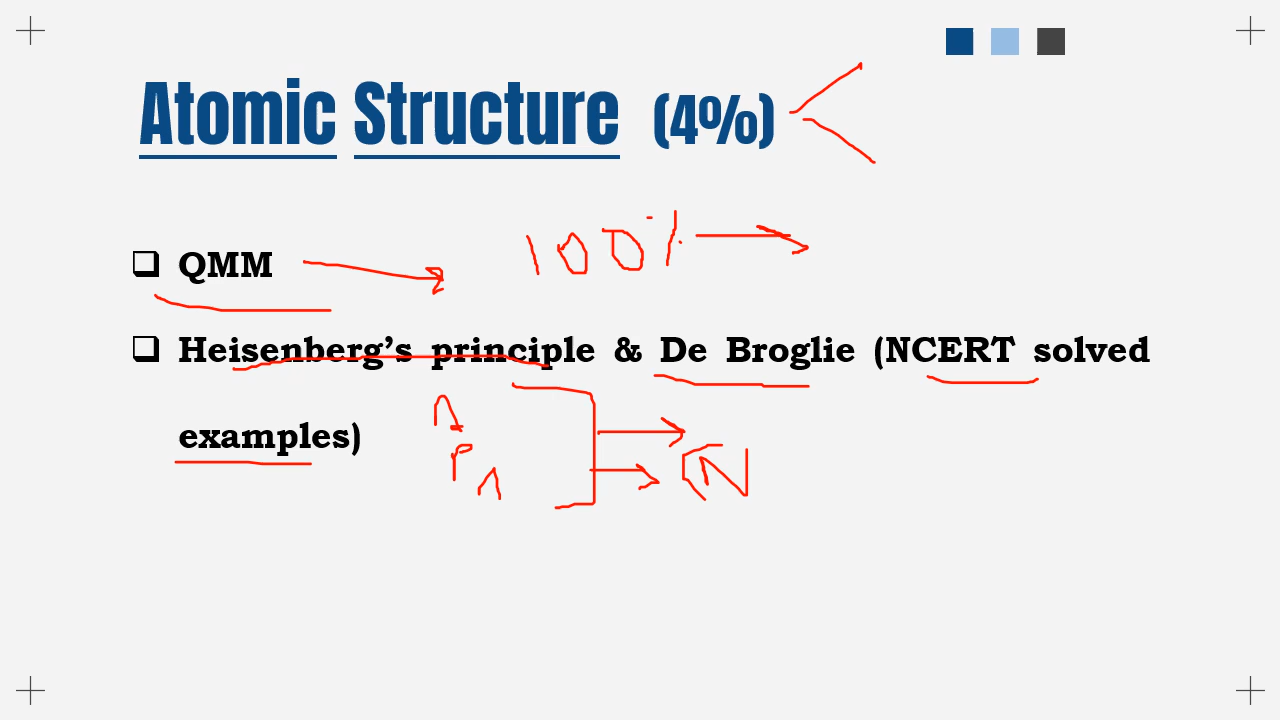 Atomic Structure (4%)
100%
QMM
Heisenberg's principle & De Broglie (NCERT solved
examples)